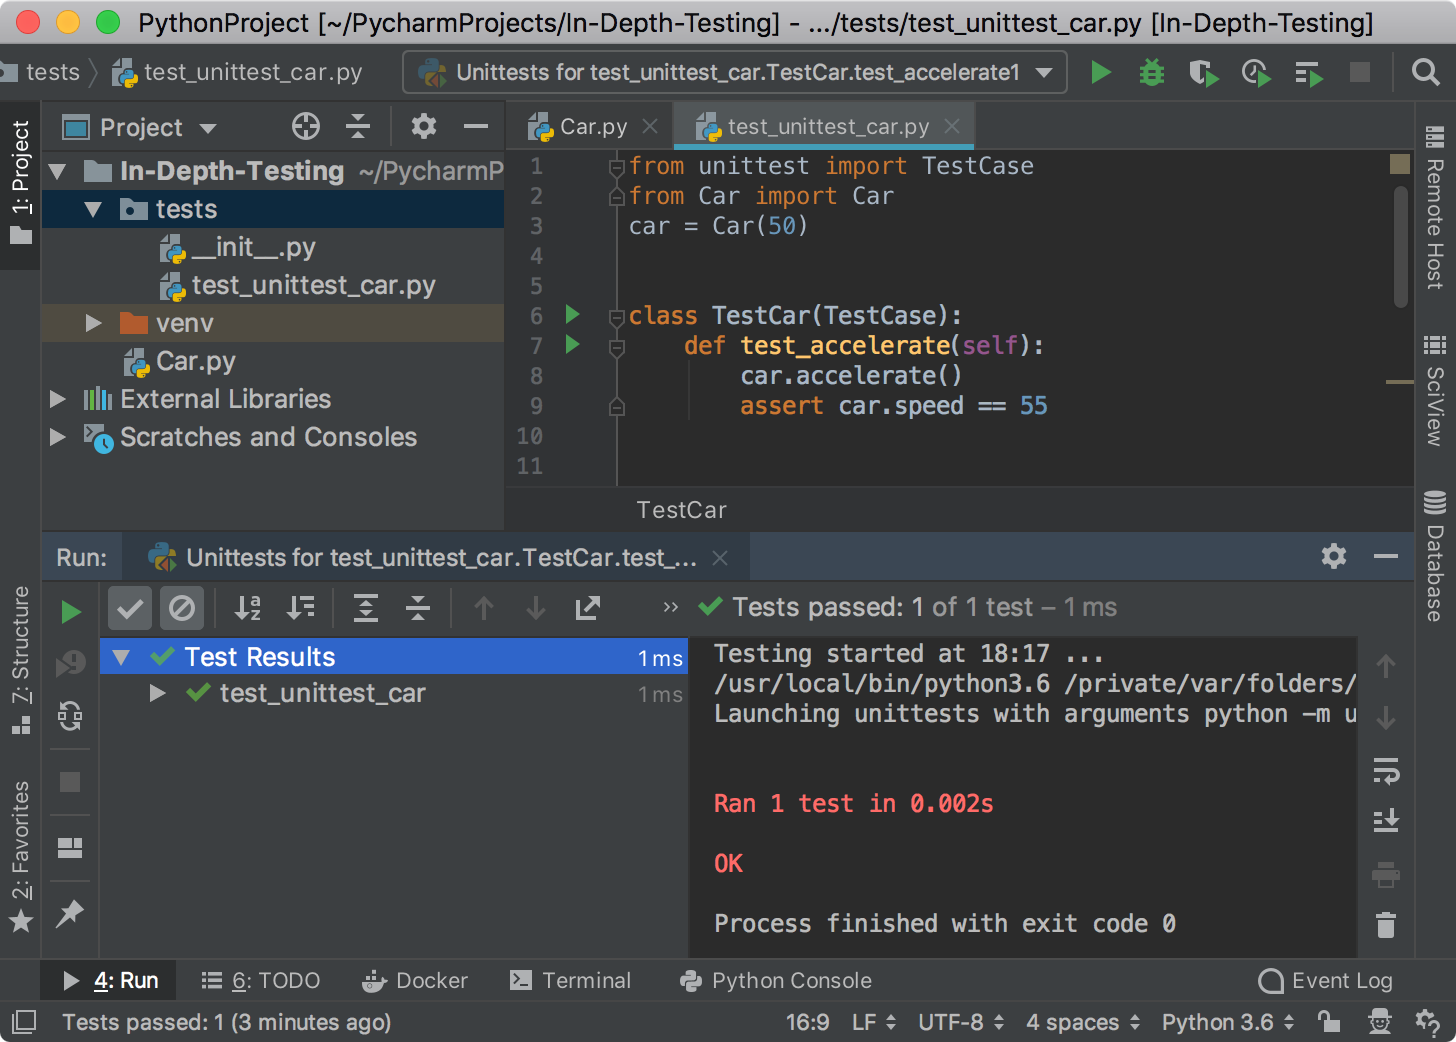 PythonProject [~/PycharmProjects/In-Depth-Testing] - .../tests/test_unittest_car.py [In-Depth-Testing]
tests
test_unittest_car.py
Unittests for test_unittest_car.TestCar.test_accelerate1
1: Project
Project
Car.py
test_unittest_car.py
In-Depth-Testing ~/PycharmP
tests
__init__.py
test_unittest_car.py
venv
Car.py
External Libraries
Scratches and Consoles
1 from unittest import TestCase
2 from Car import Car
3 car = Car(50)
4
5
6 class TestCar(TestCase):
7 def test_accelerate(self):
8 car.accelerate()
9 assert car.speed == 55
10
11
TestCar
Remote Host
SciView
Database
Run:
Unittests for test_unittest_car.TestCar.test_...
7: Structure
2: Favorites
»
Tests passed: 1 of 1 test – 1 ms
Test Results 1 ms
test_unittest_car 1 ms
Testing started at 18:17 ...
/usr/local/bin/python3.6 /private/var/folders/
Launching unittests with arguments python -m u
Ran 1 test in 0.002s
OK
Process finished with exit code 0
4: Run
6: TODO
Docker
Terminal
Python Console
Event Log
Tests passed: 1 (3 minutes ago)
16:9
LF
UTF-8
4 spaces
Python 3.6